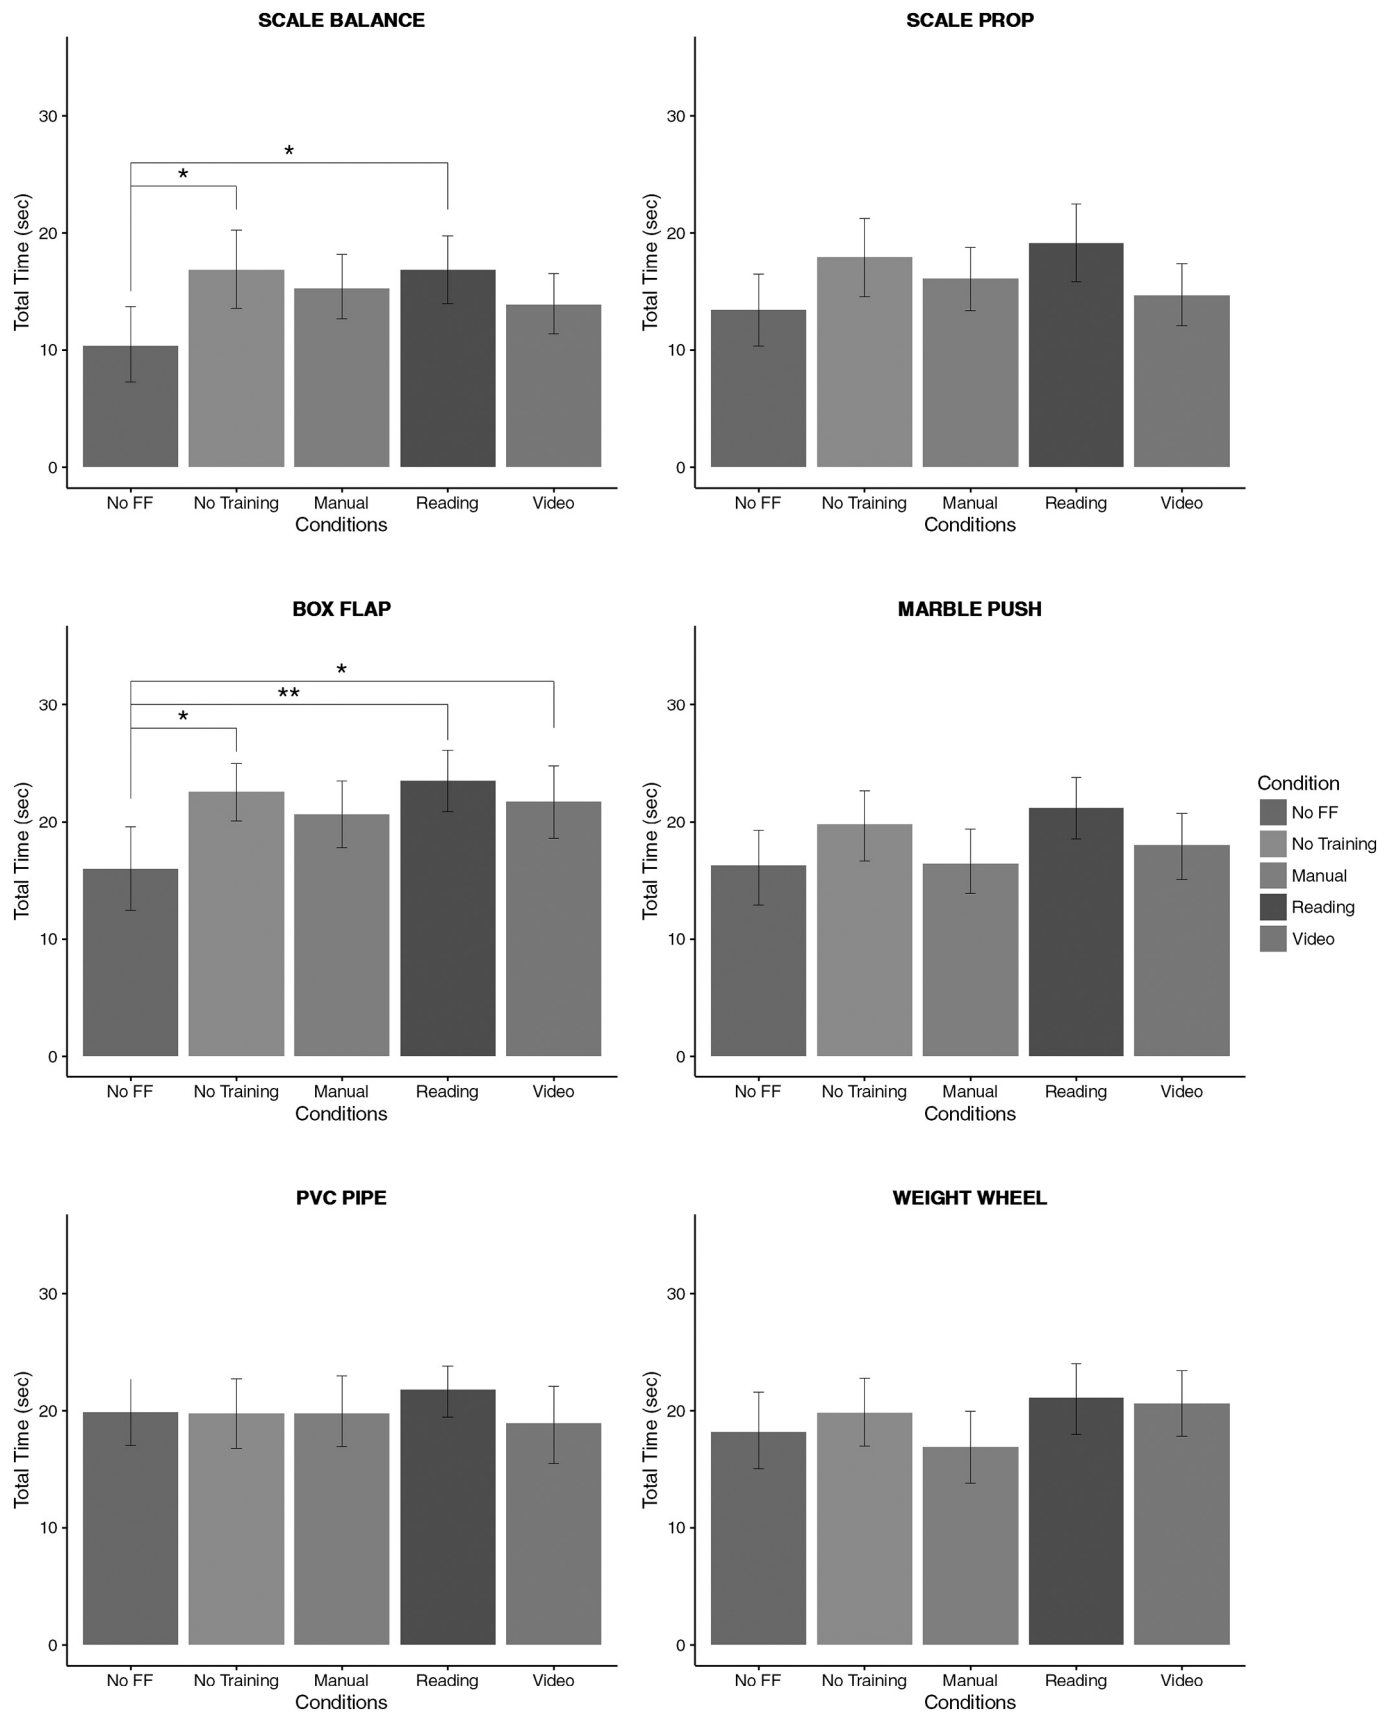 SCALE BALANCE
Total Time (sec)
30
20
10
0
*
*
No FF No Training Manual Reading Video
Conditions
SCALE PROP
Total Time (sec)
30
20
10
0
No FF No Training Manual Reading Video
Conditions
BOX FLAP
Total Time (sec)
30
20
10
0
*
**
*
No FF No Training Manual Reading Video
Conditions
MARBLE PUSH
Total Time (sec)
30
20
10
0
No FF No Training Manual Reading Video
Conditions
Condition
No FF
No Training
Manual
Reading
Video
PVC PIPE
Total Time (sec)
30
20
10
0
No FF No Training Manual Reading Video
Conditions
WEIGHT WHEEL
Total Time (sec)
30
20
10
0
No FF No Training Manual Reading Video
Conditions